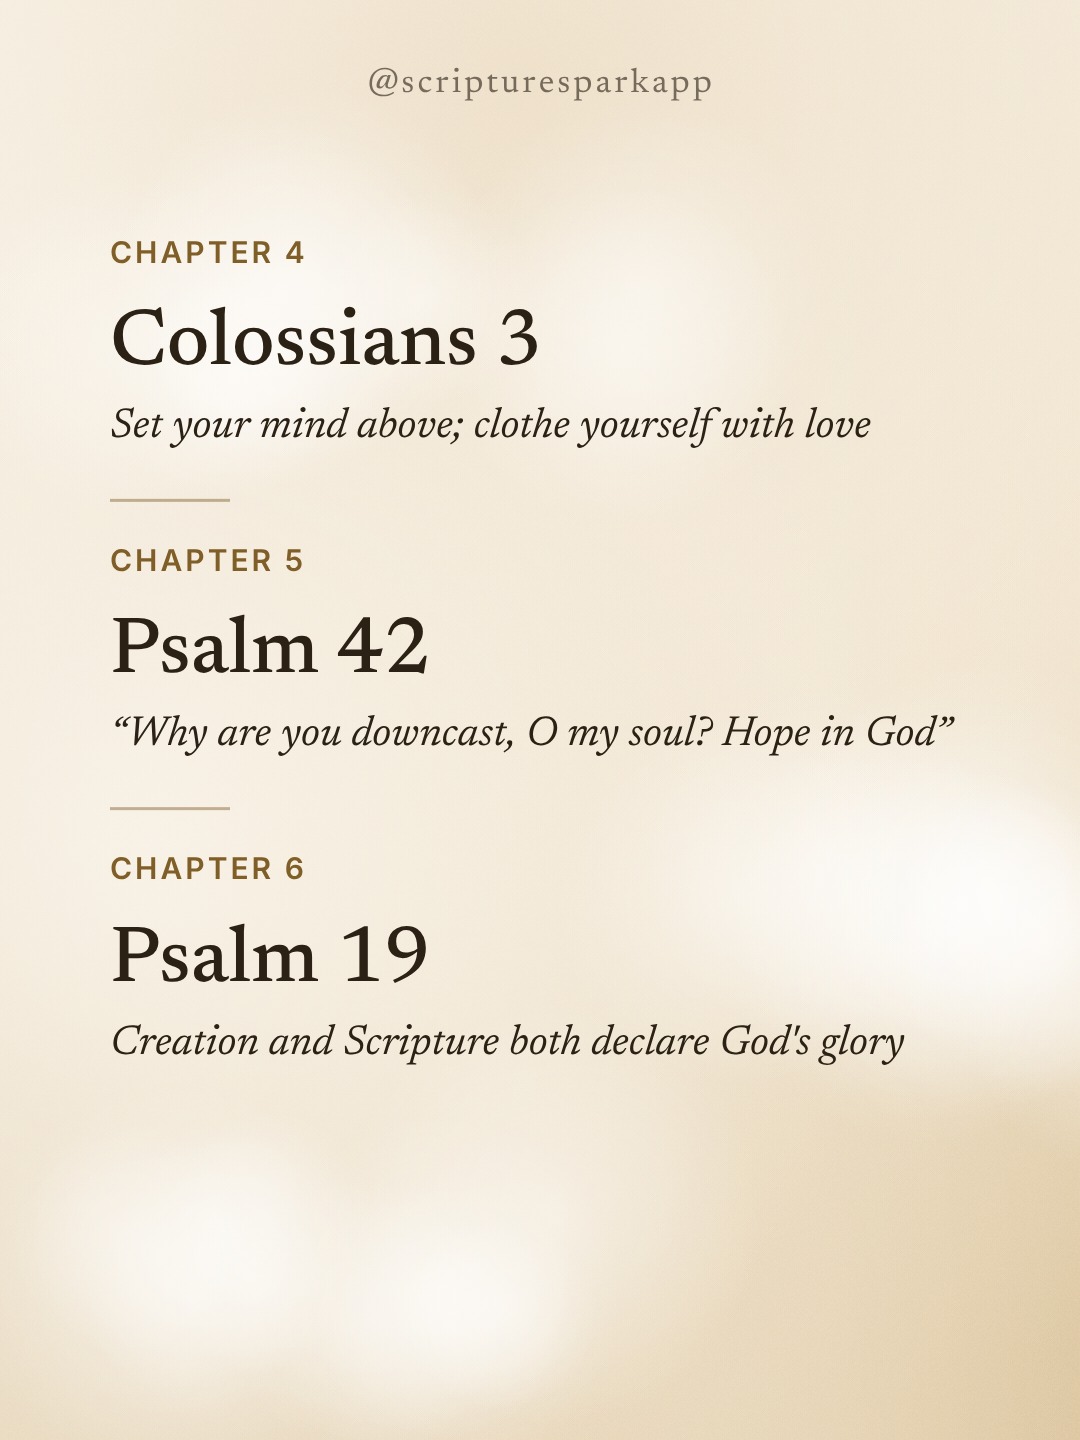 @scripturesparkapp
CHAPTER 4
Colossians 3
Set your mind above; clothe yourself with love
CHAPTER 5
Psalm 42
“Why are you downcast, O my soul? Hope in God”
CHAPTER 6
Psalm 19
Creation and Scripture both declare God's glory